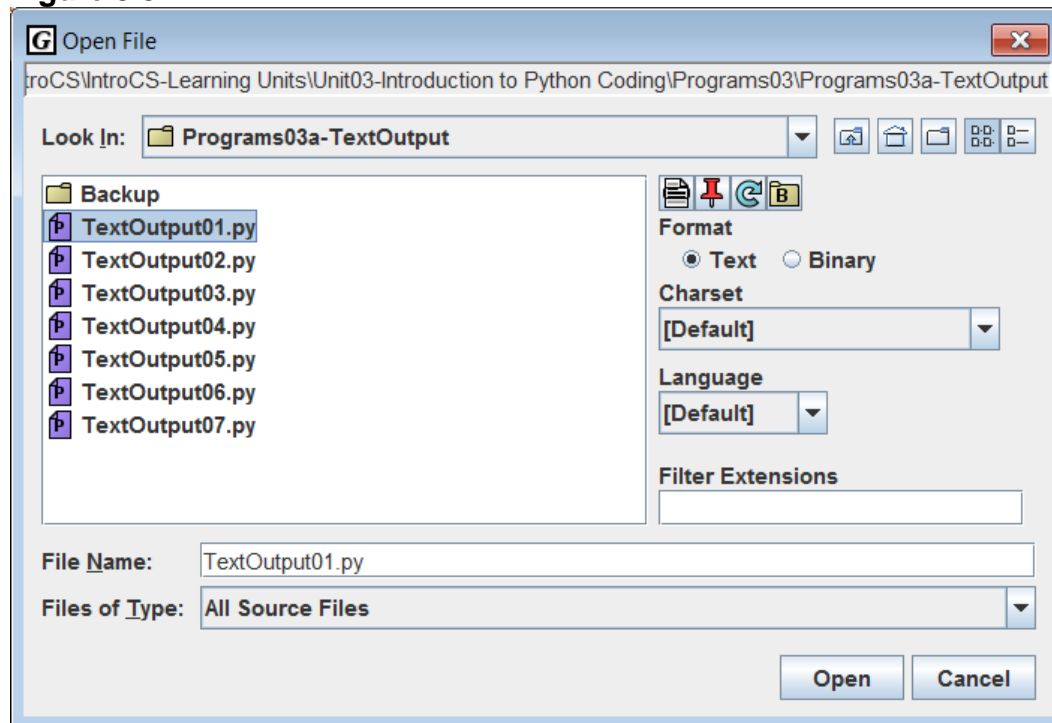 G Open File
troCS\IntroCS-Learning Units\Unit03-Introduction to Python Coding\Programs03\Programs03a-TextOutput
Look In: Programs03a-TextOutput
Backup
TextOutput01.py
TextOutput02.py
TextOutput03.py
TextOutput04.py
TextOutput05.py
TextOutput06.py
TextOutput07.py
B
Format
Text Binary
Charset
[Default]
Language
[Default]
Filter Extensions
File Name: TextOutput01.py
Files of Type: All Source Files
Open Cancel